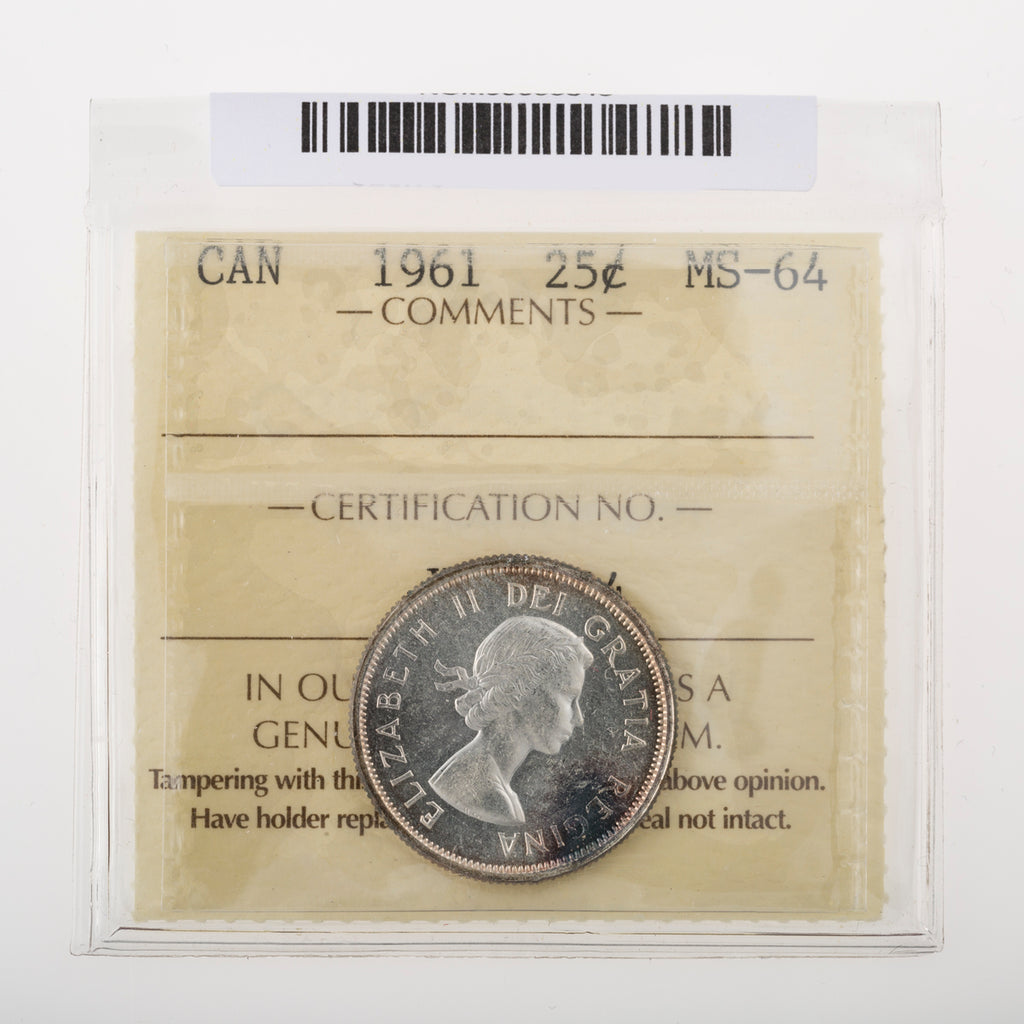 CAN 1961 25¢ MS-64
— COMMENTS —
— CERTIFICATION NO. —
ELIZABETH II DEI GRATIA REGINA
IN OU S A
GENU M.
Tampering with thi above opinion.
Have holder repla eal not intact.